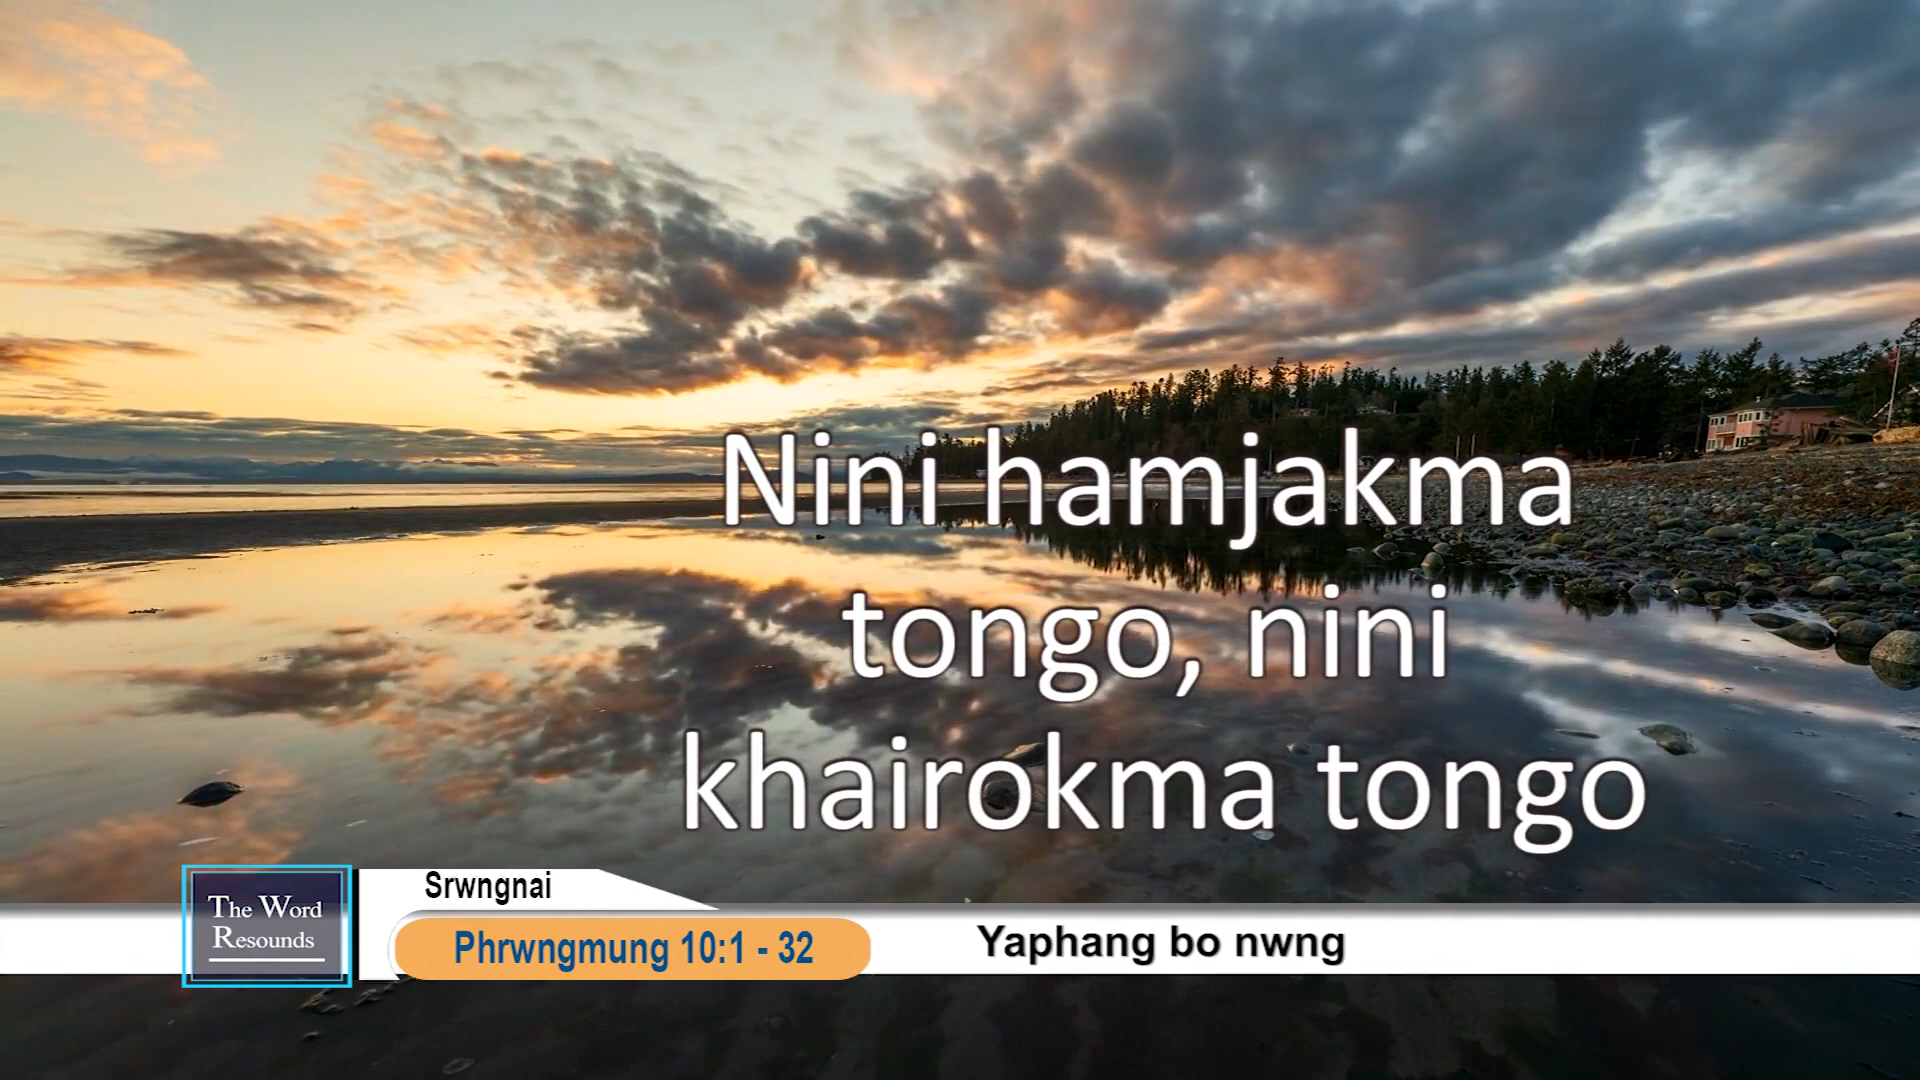 Nini hamjakma
tongo, nini
khairokma tongo
The Word
Resounds
Srwngnai
Phrwngmung 10:1 - 32
Yaphang bo nwng